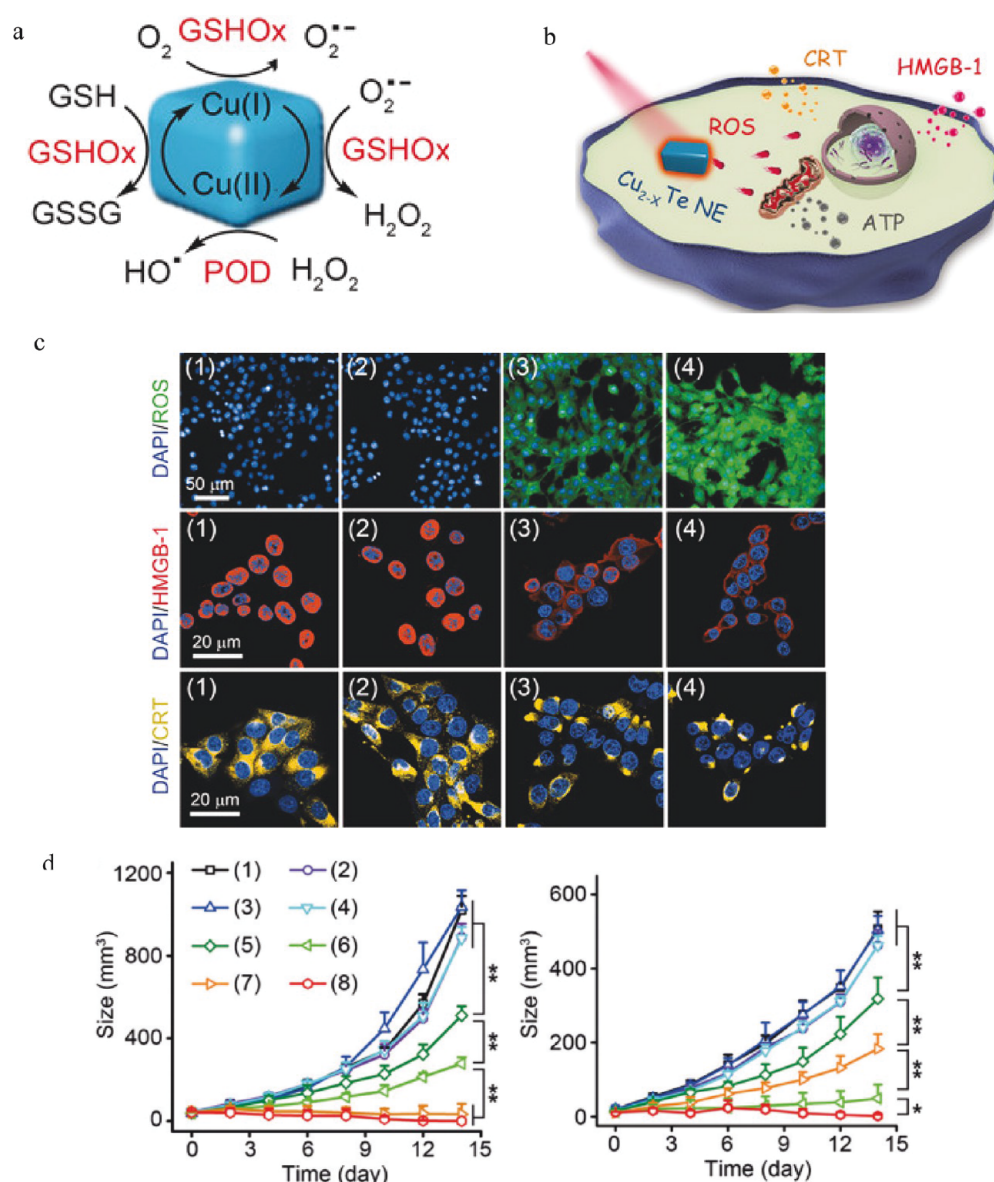 a
O₂ GSHOx O₂•−
GSH Cu(I) O₂•−
GSHOx GSHOx
Cu(II)
GSSG H₂O₂
HO• POD H₂O₂
b
CRT
HMGB-1
ROS
Cu₂₋ₓ Te NE
ATP
c
DAPI/ROS
(1) (2) (3) (4)
50 μm
DAPI/HMGB-1
(1) (2) (3) (4)
20 μm
DAPI/CRT
(1) (2) (3) (4)
20 μm
d
Size (mm³)
1200
800
400
0
(1) (2)
(3) (4)
(5) (6)
(7) (8)
**
**
**
0 3 6 9 12 15
Time (day)
Size (mm³)
600
400
200
0
**
**
**
*
0 3 6 9 12 15
Time (day)